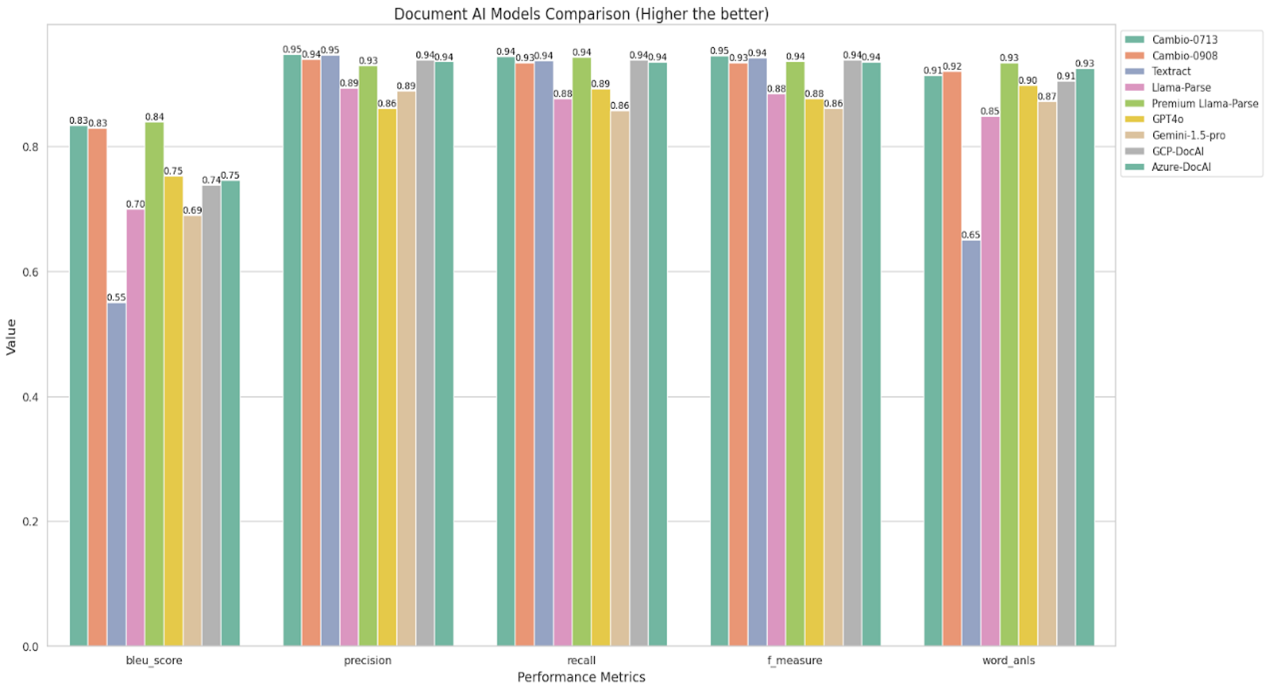 Document AI Models Comparison (Higher the better)
Cambio-0713
Cambio-0908
Textract
Llama-Parse
Premium Llama-Parse
GPT4o
Gemini-1.5-pro
GCP-DocAI
Azure-DocAI
Value
0.8
0.6
0.4
0.2
0.0
0.83 0.83 0.55 0.70 0.84 0.75 0.69 0.74 0.75
0.95 0.94 0.95 0.89 0.93 0.86 0.89 0.94 0.94
0.94 0.93 0.94 0.88 0.94 0.89 0.86 0.94 0.94
0.95 0.93 0.94 0.88 0.94 0.88 0.86 0.94 0.94
0.91 0.92 0.65 0.85 0.93 0.90 0.87 0.91 0.93
bleu_score precision recall f_measure word_anls
Performance Metrics